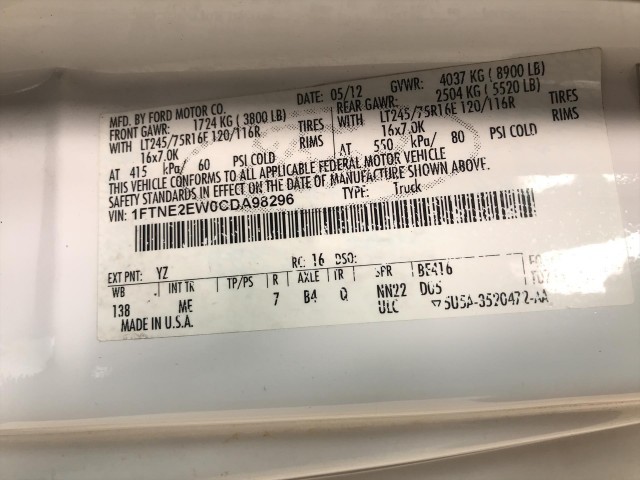 MFD. BY FORD MOTOR CO.
DATE: 05/12 GVWR: 4037 KG ( 8900 LB)
FRONT GAWR: 1724 KG ( 3800 LB) REAR GAWR: 2504 KG ( 5520 LB)
WITH LT245/75R16E 120/116R TIRES WITH LT245/75R16E 120/116R TIRES
16x7.0K RIMS 16x7.0K RIMS
AT 415 kPa/ 60 PSI COLD AT 550 kPa/ 80 PSI COLD
THIS VEHICLE CONFORMS TO ALL APPLICABLE FEDERAL MOTOR VEHICLE
SAFETY STANDARDS IN EFFECT ON THE DATE OF MANUFACTURE SHOWN ABOVE.
VIN: 1FTNE2EW0CDA98296 TYPE: Truck
EXT PNT: YZ RC: 16 DSO:
WB INT TR TP/PS R AXLE TR SPR BF416
138 ME 7 B4 Q NN22 D05
MADE IN U.S.A. ULC